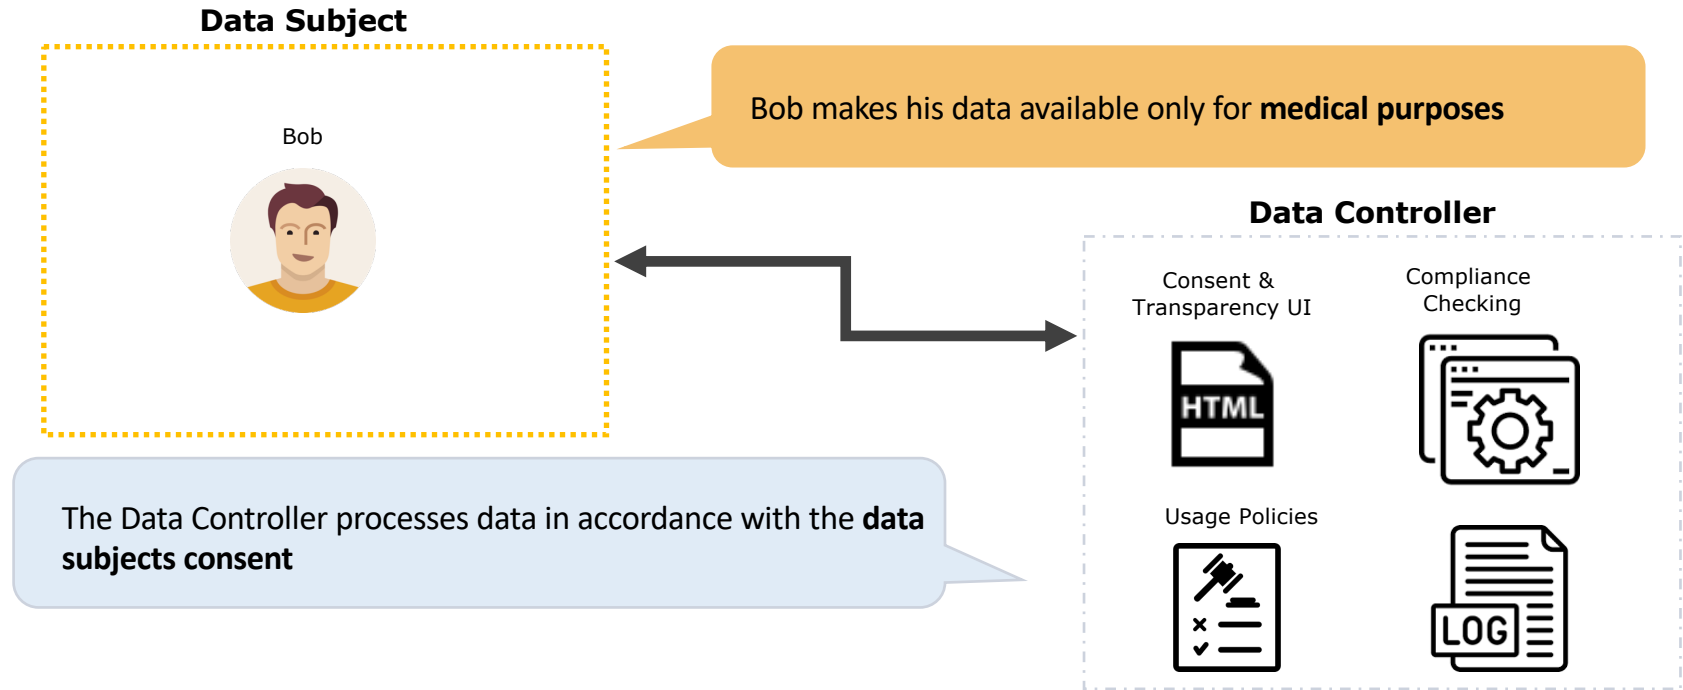 Data Subject
Bob makes his data available only for medical purposes
Bob
Data Controller
Consent &
Transparency UI
Compliance
Checking
HTML
The Data Controller processes data in accordance with the data
subjects consent
Usage Policies
LOG